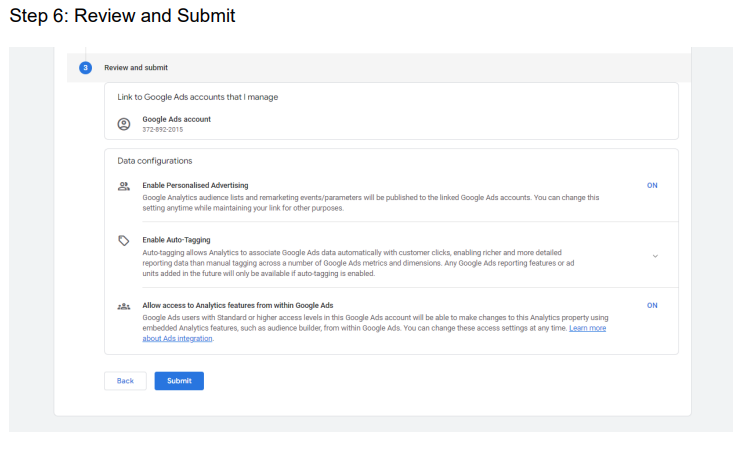 Step 6: Review and Submit
3 Review and submit
Link to Google Ads accounts that I manage
Google Ads account
372-892-2015
Data configurations
Enable Personalised Advertising ON
Google Analytics audience lists and remarketing events/parameters will be published to the linked Google Ads accounts. You can change this
setting anytime while maintaining your link for other purposes.
Enable Auto-Tagging
Auto-tagging allows Analytics to associate Google Ads data automatically with customer clicks, enabling richer and more detailed
reporting data than manual tagging across a number of Google Ads metrics and dimensions. Any Google Ads reporting features or ad
units added in the future will only be available if auto-tagging is enabled.
Allow access to Analytics features from within Google Ads ON
Google Ads users with Standard or higher access levels in this Google Ads account will be able to make changes to this Analytics property using
embedded Analytics features, such as audience builder, from within Google Ads. You can change these access settings at any time. Learn more
about Ads integration.
Back Submit